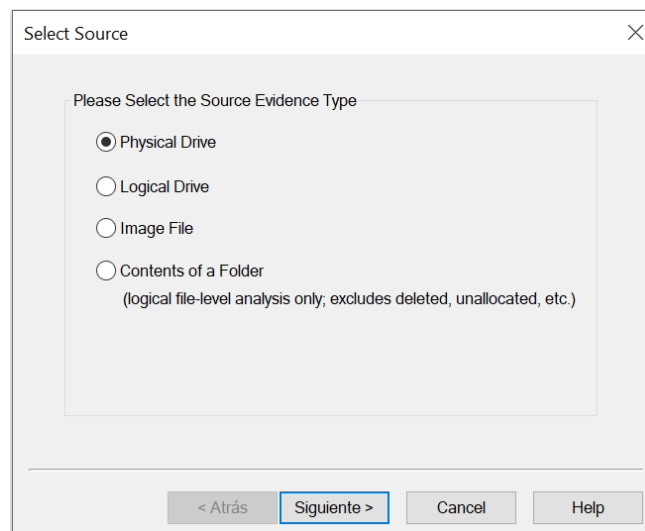 Select Source
Please Select the Source Evidence Type
Physical Drive
Logical Drive
Image File
Contents of a Folder
(logical file-level analysis only; excludes deleted, unallocated, etc.)
< Atrás Siguiente > Cancel Help